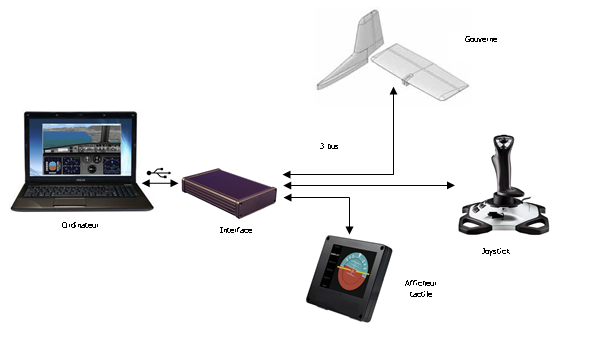 Gouverne
3 bus
Ordinateur
Interface
Joystick
Afficheur
tactile